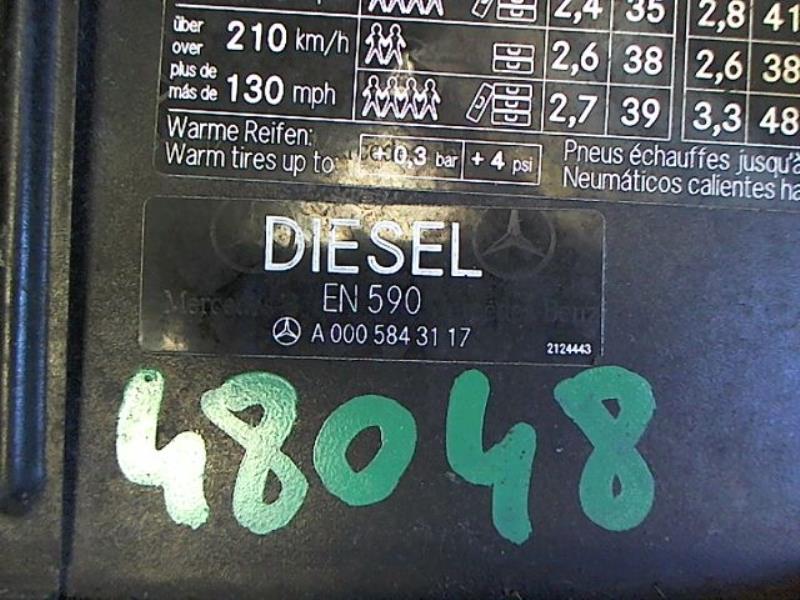 mph 2,4 35 2,8 41
über
over 210 km/h 2,6 38 2,6 38
plus de
más de 130 mph 2,7 39 3,3 48
Warme Reifen:
Warm tires up to + 0,3 bar + 4 psi
Pneus échauffes jusqu'à
Neumáticos calientes ha
DIESEL
EN 590
A 000 584 31 17
2124443
48048